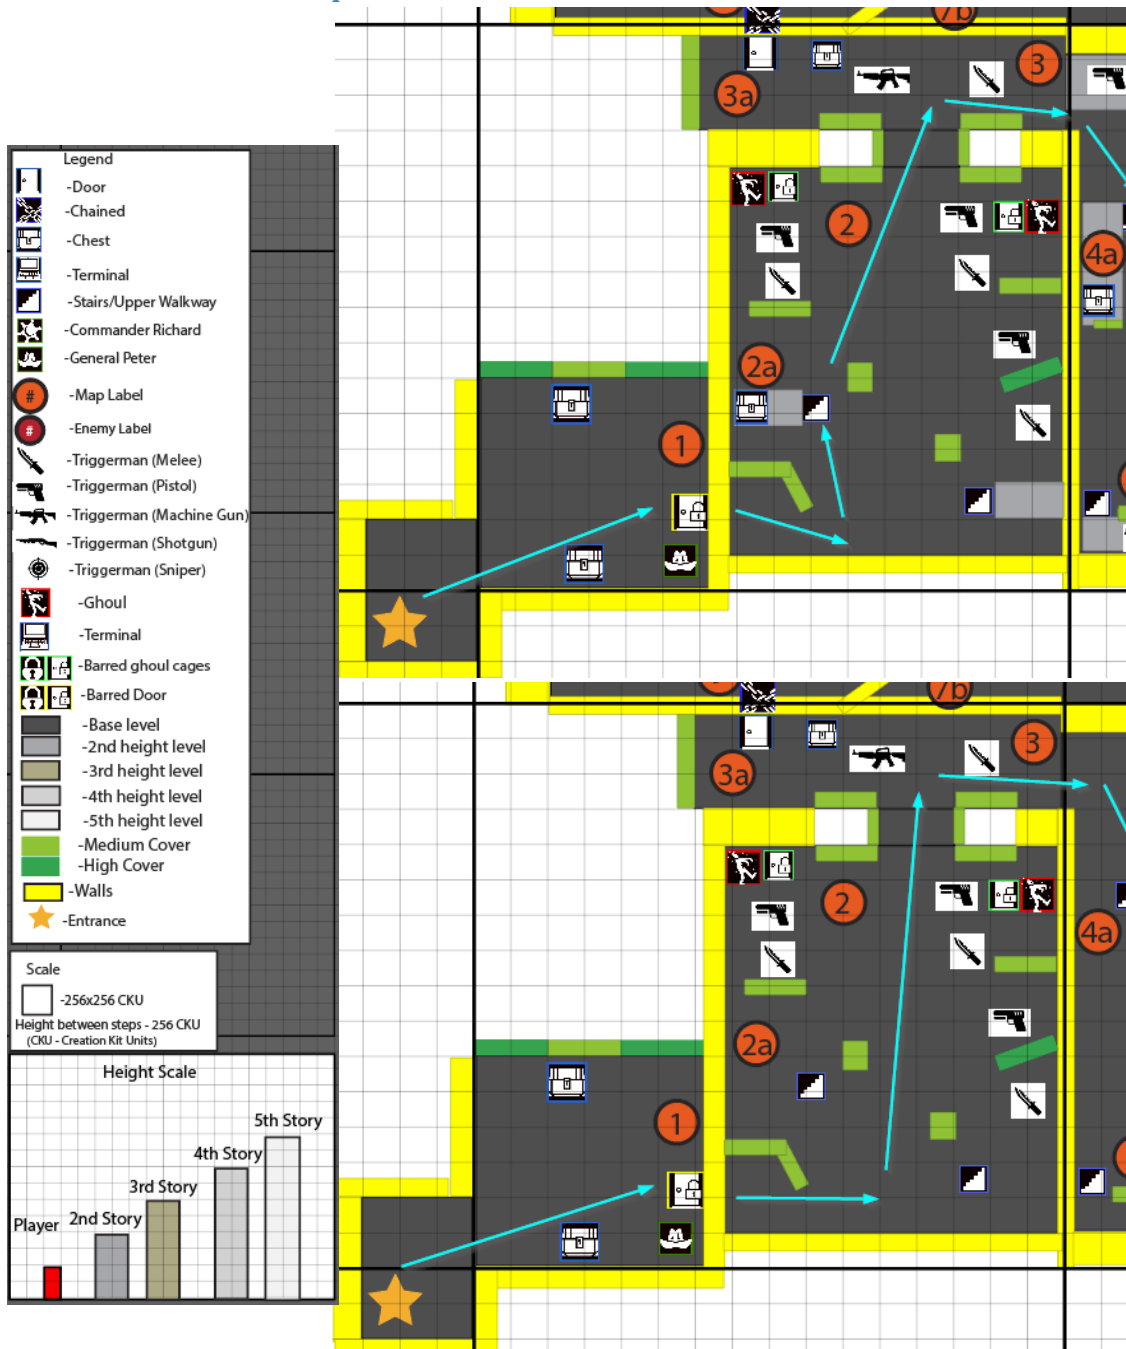 Legend
-Door
-Chained
-Chest
-Terminal
-Stairs/Upper Walkway
-Commander Richard
-General Peter
# -Map Label
# -Enemy Label
-Triggerman (Melee)
-Triggerman (Pistol)
-Triggerman (Machine Gun)
-Triggerman (Shotgun)
-Triggerman (Sniper)
-Ghoul
-Terminal
-Barred ghoul cages
-Barred Door
-Base level
-2nd height level
-3rd height level
-4th height level
-5th height level
-Medium Cover
-High Cover
-Walls
-Entrance
Scale
-256x256 CKU
Height between steps - 256 CKU
(CKU - Creation Kit Units)
Height Scale
5th Story
4th Story
3rd Story
2nd Story
Player
7b
3
3a
2
4a
2a
1
7b
3
3a
2
4a
2a
1